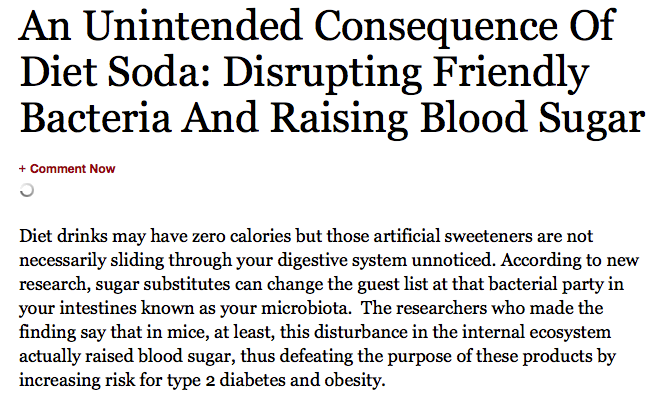 An Unintended Consequence Of
Diet Soda: Disrupting Friendly
Bacteria And Raising Blood Sugar
+ Comment Now
Diet drinks may have zero calories but those artificial sweeteners are not
necessarily sliding through your digestive system unnoticed. According to new
research, sugar substitutes can change the guest list at that bacterial party in
your intestines known as your microbiota.  The researchers who made the
finding say that in mice, at least, this disturbance in the internal ecosystem
actually raised blood sugar, thus defeating the purpose of these products by
increasing risk for type 2 diabetes and obesity.